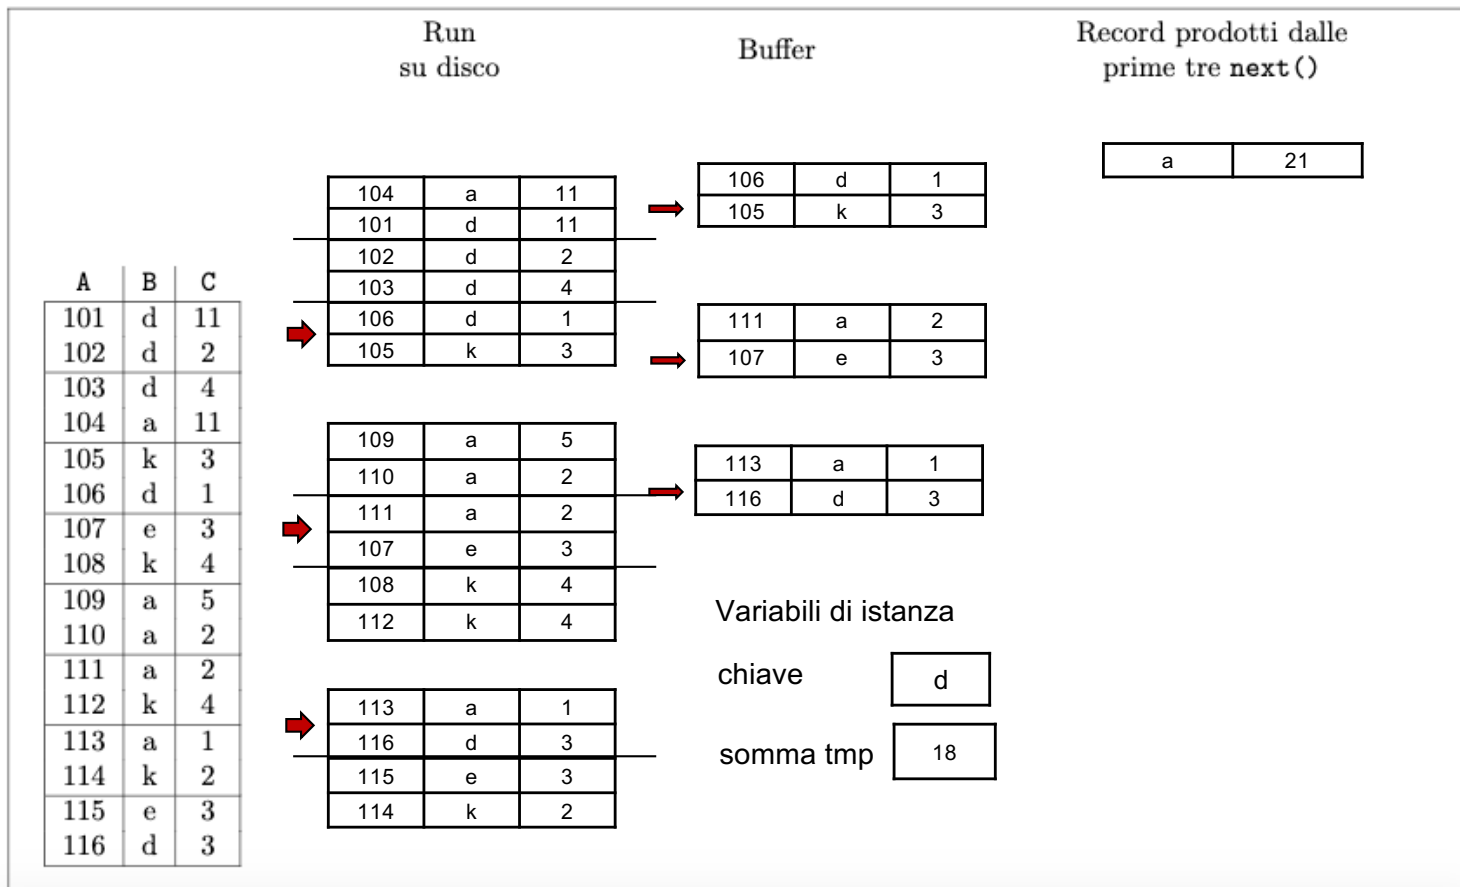 Run
su disco
Buffer
Record prodotti dalle
prime tre next()
a 21
104 a 11
101 d 11
102 d 2
103 d 4
106 d 1
105 k 3
109 a 5
110 a 2
111 a 2
107 e 3
108 k 4
112 k 4
113 a 1
116 d 3
115 e 3
114 k 2
106 d 1
105 k 3
111 a 2
107 e 3
113 a 1
116 d 3
A B C
101 d 11
102 d 2
103 d 4
104 a 11
105 k 3
106 d 1
107 e 3
108 k 4
109 a 5
110 a 2
111 a 2
112 k 4
113 a 1
114 k 2
115 e 3
116 d 3
Variabili di istanza
chiave d
somma tmp 18